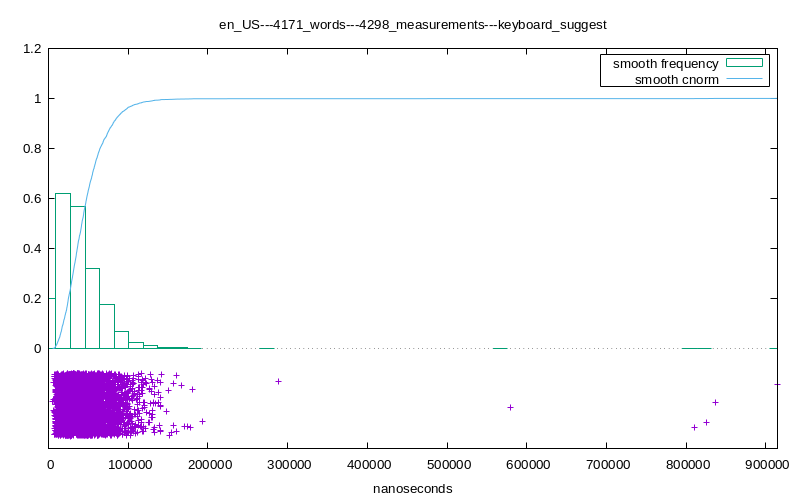 en_US---4171_words---4298_measurements---keyboard_suggest
1.2
smooth frequency
smooth cnorm
1
0.8
0.6
0.4
0.2
0
0 100000 200000 300000 400000 500000 600000 700000 800000 900000
nanoseconds